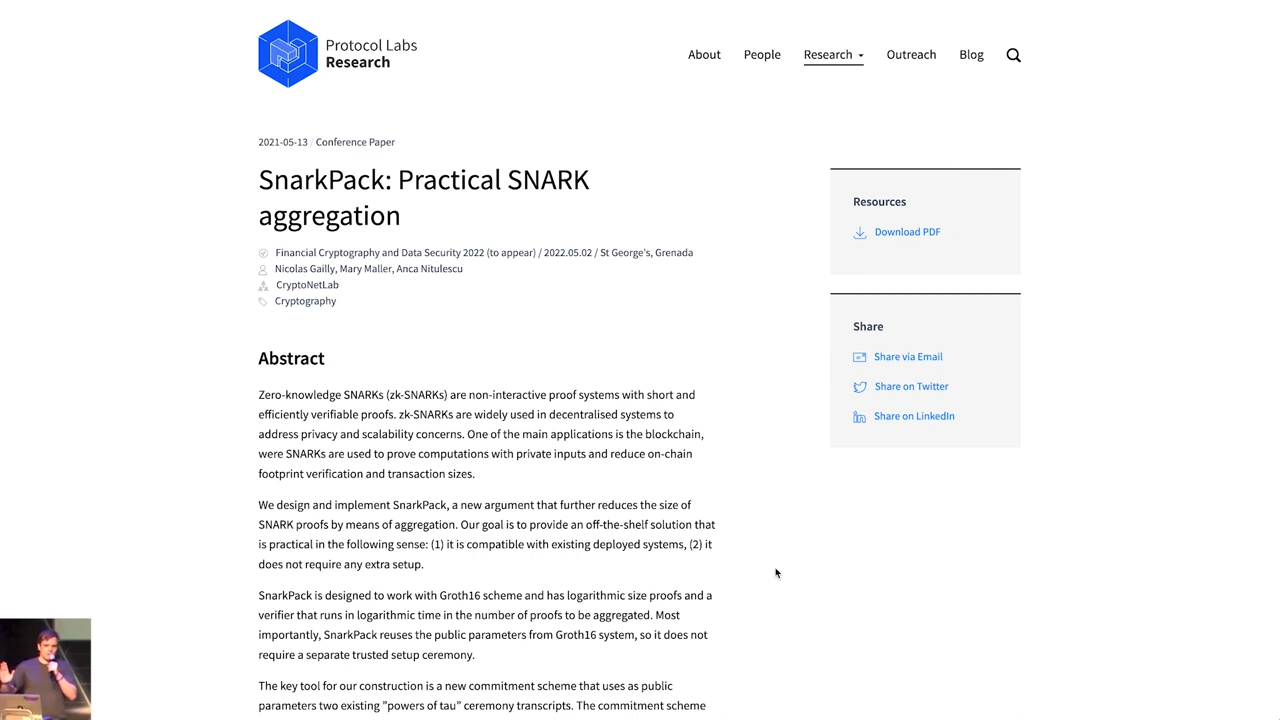 Protocol Labs
Research
About People Research Outreach Blog
2021-05-13 / Conference Paper
SnarkPack: Practical SNARK
aggregation
Financial Cryptography and Data Security 2022 (to appear) / 2022.05.02 / St George's, Grenada
Nicolas Gailly, Mary Maller, Anca Nitulescu
CryptoNetLab
Cryptography
Abstract
Zero-knowledge SNARKs (zk-SNARKs) are non-interactive proof systems with short and
efficiently verifiable proofs. zk-SNARKs are widely used in decentralised systems to
address privacy and scalability concerns. One of the main applications is the blockchain,
were SNARKs are used to prove computations with private inputs and reduce on-chain
footprint verification and transaction sizes.
We design and implement SnarkPack, a new argument that further reduces the size of
SNARK proofs by means of aggregation. Our goal is to provide an off-the-shelf solution that
is practical in the following sense: (1) it is compatible with existing deployed systems, (2) it
does not require any extra setup.
SnarkPack is designed to work with Groth16 scheme and has logarithmic size proofs and a
verifier that runs in logarithmic time in the number of proofs to be aggregated. Most
importantly, SnarkPack reuses the public parameters from Groth16 system, so it does not
require a separate trusted setup ceremony.
The key tool for our construction is a new commitment scheme that uses as public
parameters two existing ”powers of tau” ceremony transcripts. The commitment scheme
Resources
Download PDF
Share
Share via Email
Share on Twitter
Share on LinkedIn